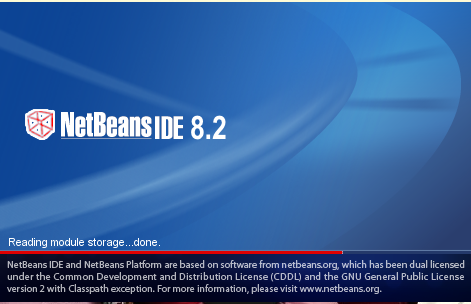 NetBeans IDE 8.2
Reading module storage...done.
NetBeans IDE and NetBeans Platform are based on software from netbeans.org, which has been dual licensed
under the Common Development and Distribution License (CDDL) and the GNU General Public License
version 2 with Classpath exception. For more information, please visit www.netbeans.org.